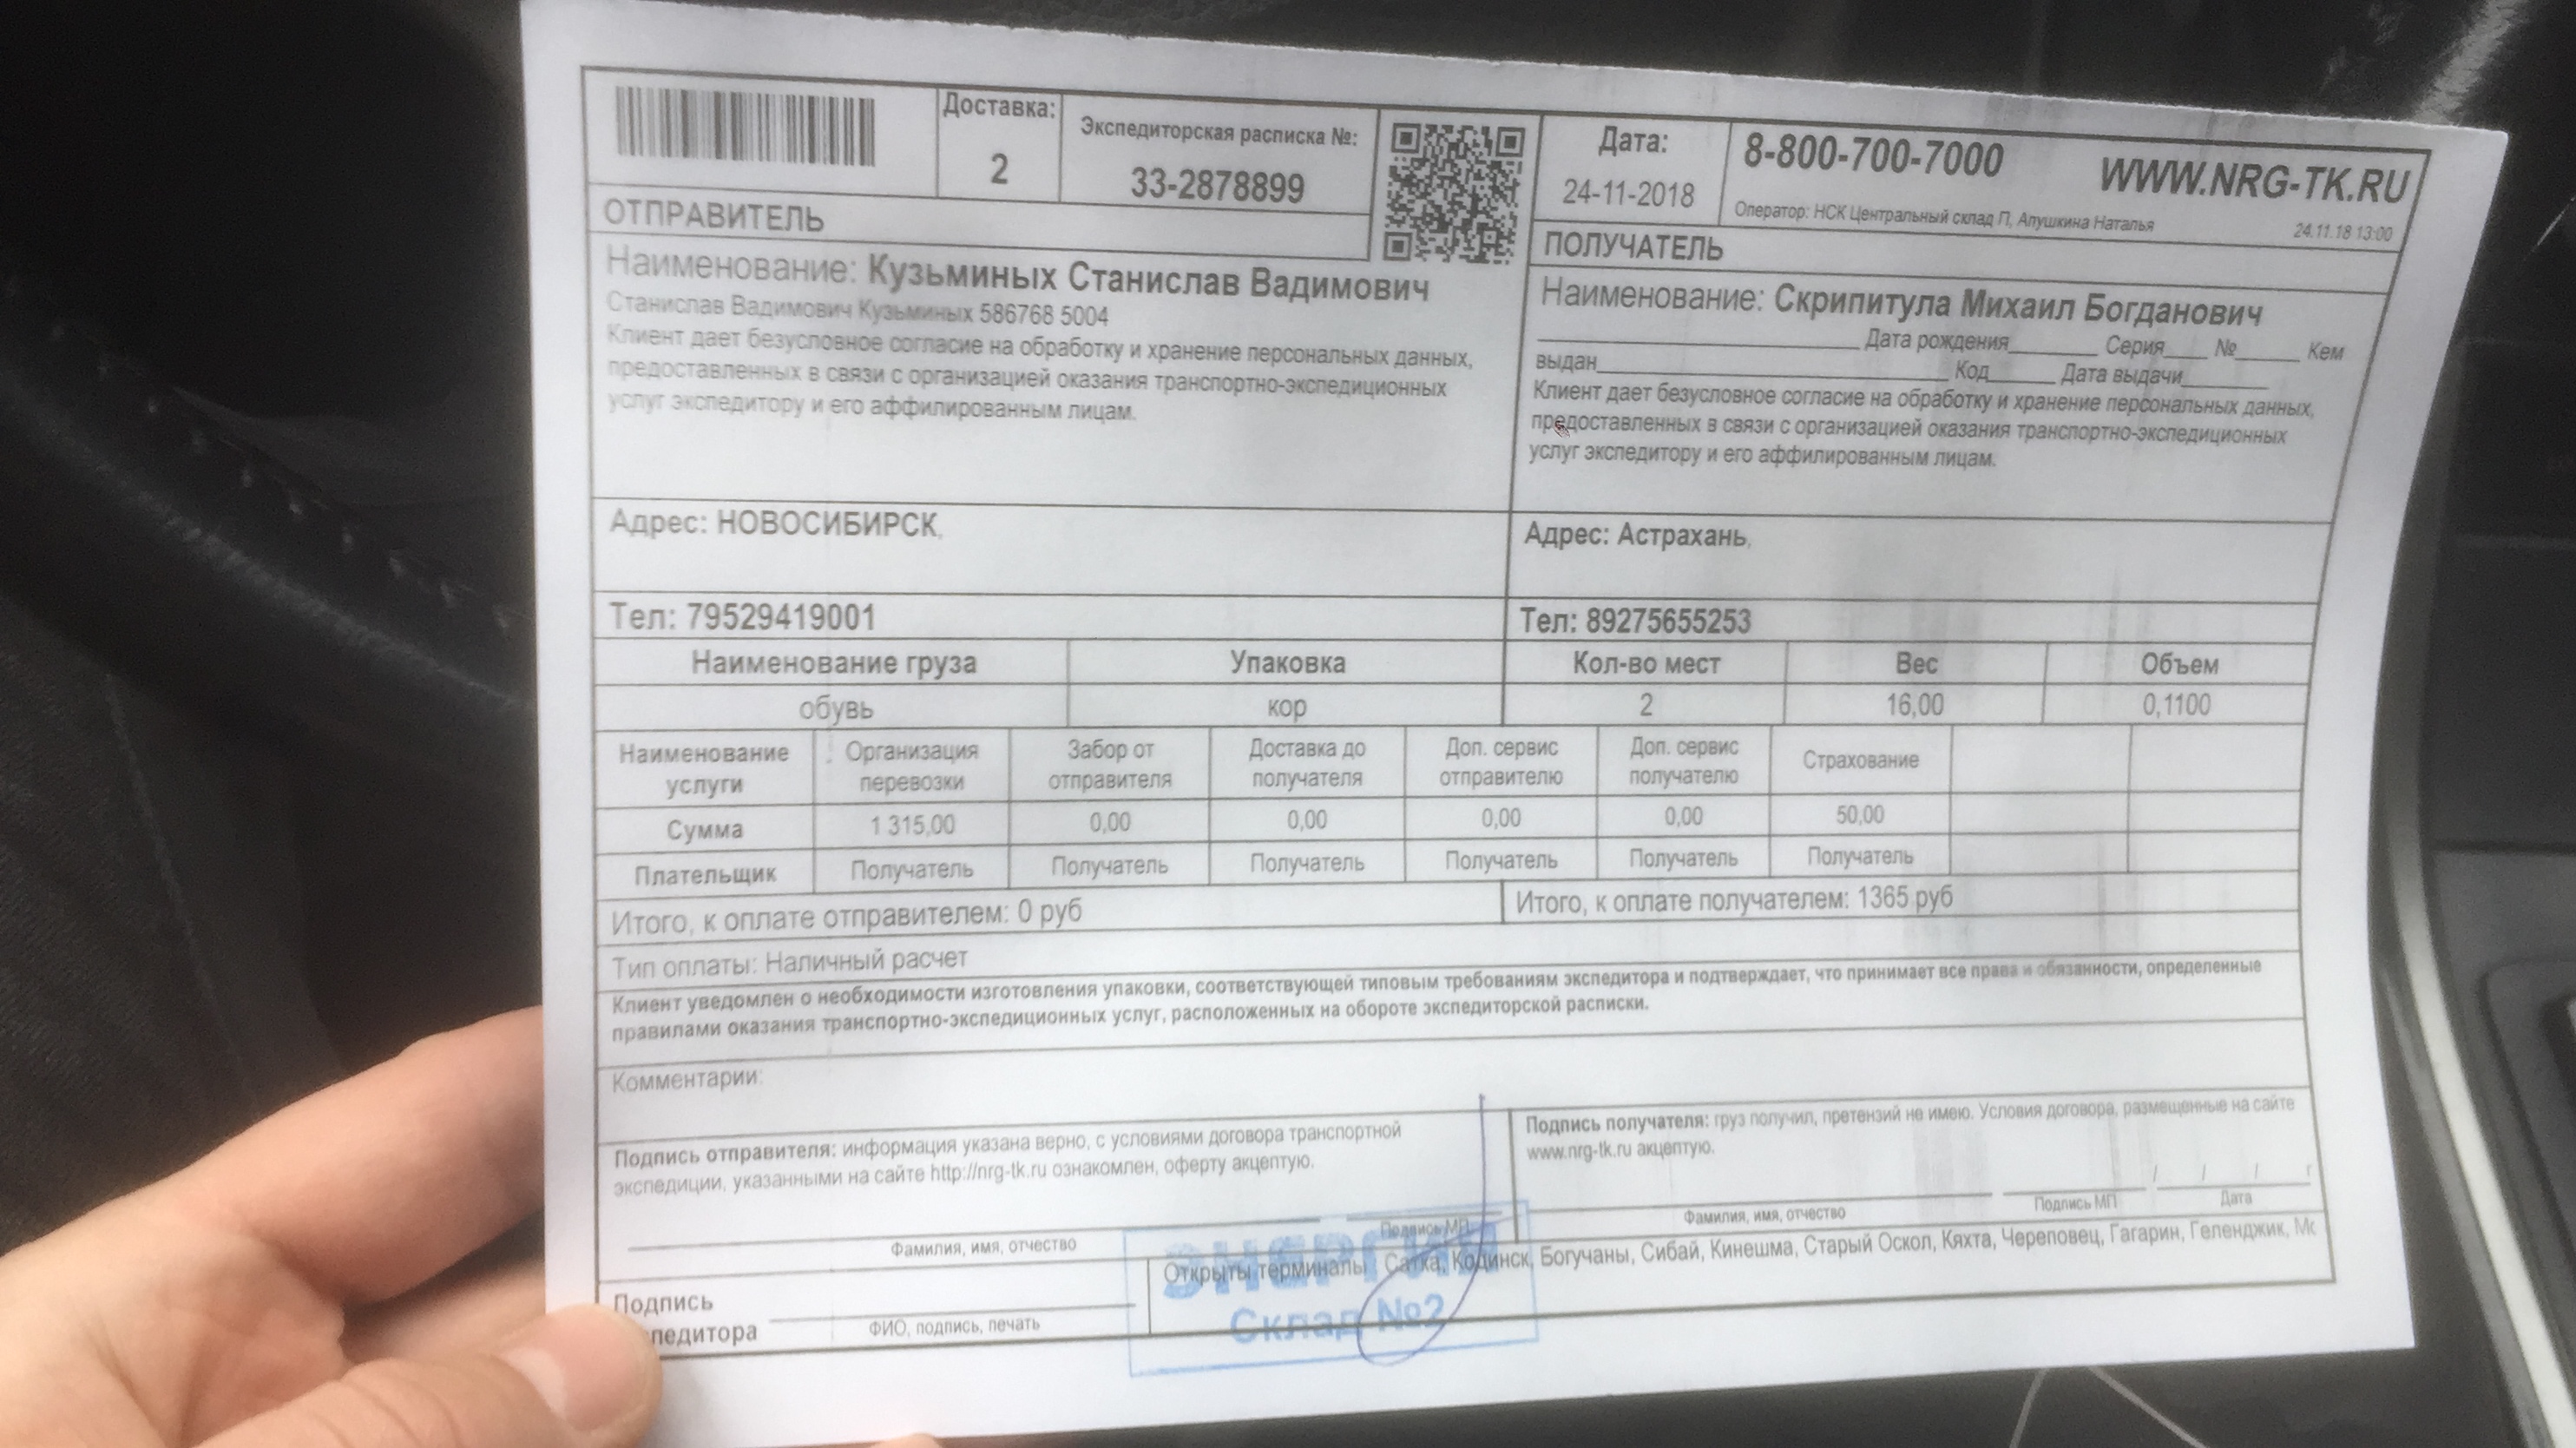 Доставка:
2
Экспедиторская расписка №:
33-2878899
Дата:
24-11-2018
8-800-700-7000
WWW.NRG-TK.RU
Оператор: НСК Центральный склад П, Апушкина Наталья
24.11.18 13:00
ОТПРАВИТЕЛЬ
Наименование: Кузьминых Станислав Вадимович
Станислав Вадимович Кузьминых 586768 5004
Клиент дает безусловное согласие на обработку и хранение персональных данных,
предоставленных в связи с организацией оказания транспортно-экспедиционных
услуг экспедитору и его аффилированным лицам.
Адрес: НОВОСИБИРСК,
Тел: 79529419001
ПОЛУЧАТЕЛЬ
Наименование: Скрипитула Михаил Богданович
Дата рождения Серия № Кем
выдан Код Дата выдачи
Клиент дает безусловное согласие на обработку и хранение персональных данных,
предоставленных в связи с организацией оказания транспортно-экспедиционных
услуг экспедитору и его аффилированным лицам.
Адрес: Астрахань,
Тел: 89275655253
Наименование груза Упаковка Кол-во мест Вес Объем
обувь кор 2 16,00 0,1100
Наименование услуги Организация перевозки Забор от отправителя Доставка до получателя Доп. сервис отправителю Доп. сервис получателю Страхование
Сумма 1 315,00 0,00 0,00 0,00 0,00 50,00
Плательщик Получатель Получатель Получатель Получатель Получатель Получатель
Итого, к оплате отправителем: 0 руб
Итого, к оплате получателем: 1365 руб
Тип оплаты: Наличный расчет
Клиент уведомлен о необходимости изготовления упаковки, соответствующей типовым требованиям экспедитора и подтверждает, что принимает все права и обязанности, определенные
правилами оказания транспортно-экспедиционных услуг, расположенных на обороте экспедиторской расписки.
Комментарии:
Подпись отправителя: информация указана верно, с условиями договора транспортной
экспедиции, указанными на сайте http://nrg-tk.ru ознакомлен, оферту акцептую.
Подпись МП
Фамилия, имя, отчество
Подпись получателя: груз получил, претензий не имею. Условия договора, размещенные на сайте
www.nrg-tk.ru акцептую.
/ / / г
Фамилия, имя, отчество Подпись МП Дата
Подпись
педитора
ФИО, подпись, печать
Открыты терминалы: Сатка, Кодинск, Богучаны, Сибай, Кинешма, Старый Оскол, Кяхта, Череповец, Гагарин, Геленджик, Мс
ЭНЕРГИЯ
Склад №2